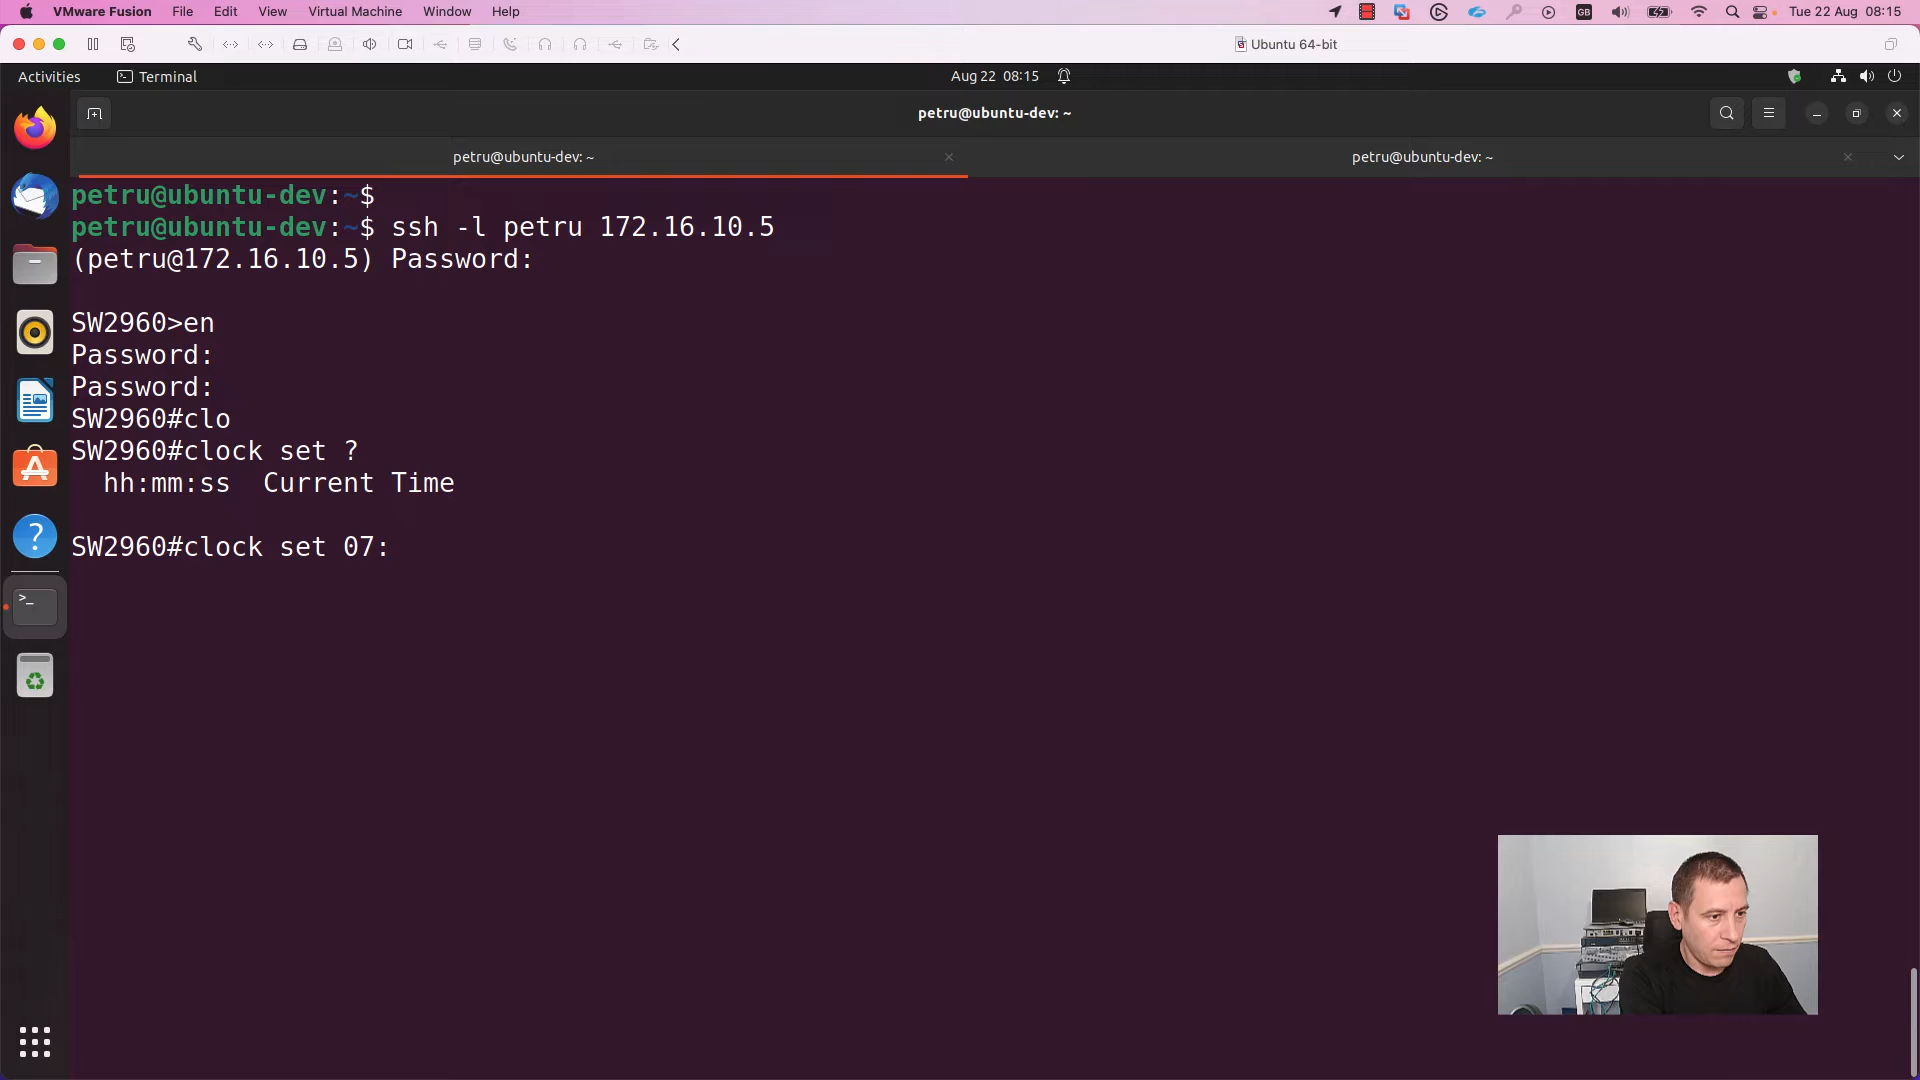 VMware Fusion File Edit View Virtual Machine Window Help
GB
Tue 22 Aug 08:15
Ubuntu 64-bit
Activities
Terminal
Aug 22 08:15
petru@ubuntu-dev: ~
petru@ubuntu-dev: ~
petru@ubuntu-dev: ~
petru@ubuntu-dev:~$
petru@ubuntu-dev:~$ ssh -l petru 172.16.10.5
(petru@172.16.10.5) Password:
SW2960>en
Password:
Password:
SW2960#clo
SW2960#clock set ?
hh:mm:ss Current Time
SW2960#clock set 07: